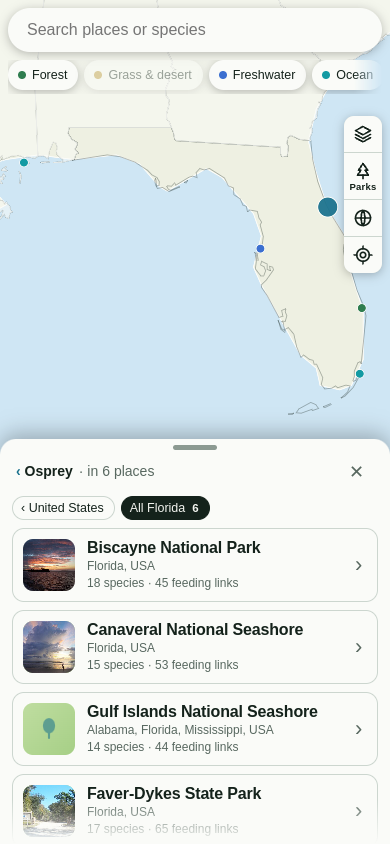 Search places or species
Forest
Grass & desert
Freshwater
Ocean
Parks
‹ Osprey · in 6 places
‹ United States
All Florida 6
Biscayne National Park
Florida, USA
18 species · 45 feeding links
Canaveral National Seashore
Florida, USA
15 species · 53 feeding links
Gulf Islands National Seashore
Alabama, Florida, Mississippi, USA
14 species · 44 feeding links
Faver-Dykes State Park
Florida, USA
17 species · 65 feeding links